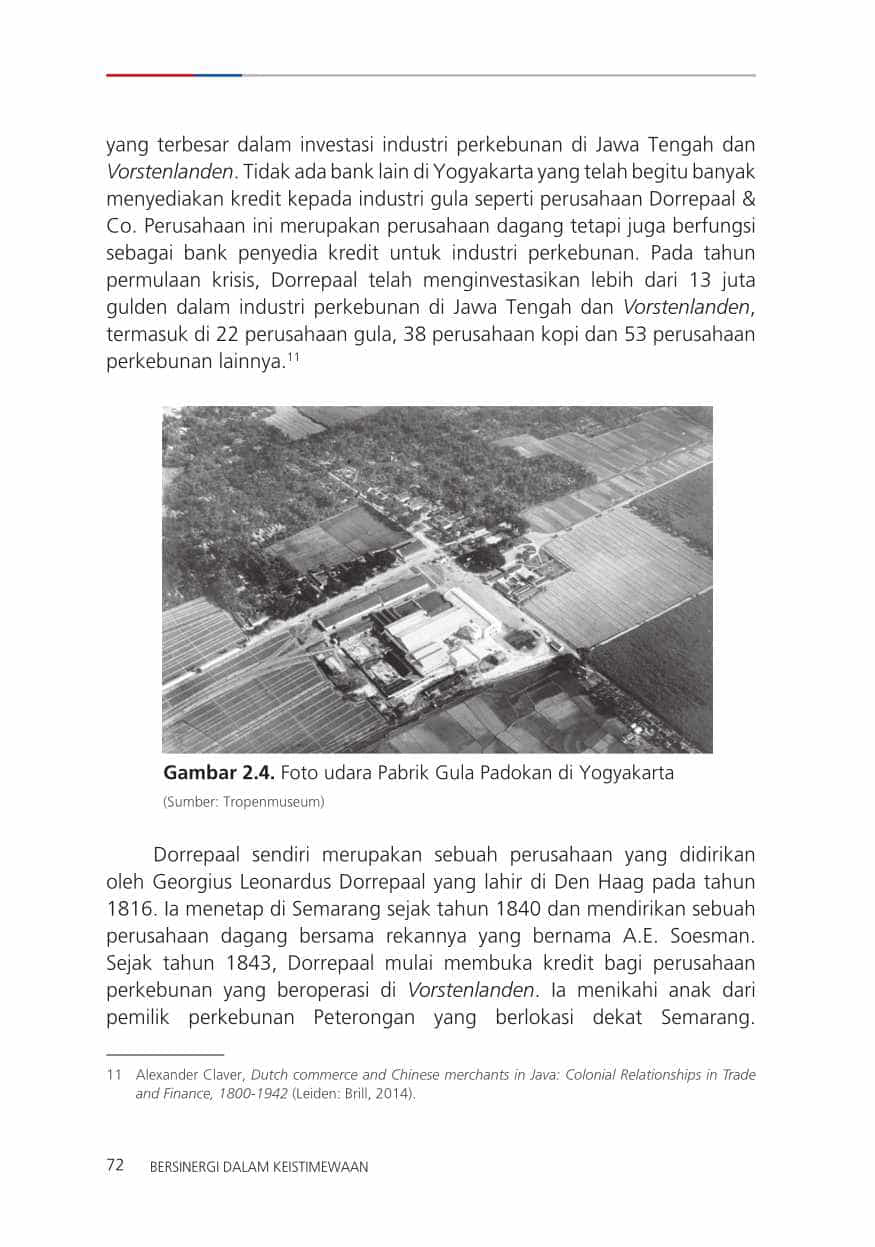 yang terbesar dalam investasi industri perkebunan di Jawa Tengah dan
Vorstenlanden. Tidak ada bank lain di Yogyakarta yang telah begitu banyak
menyediakan kredit kepada industri gula seperti perusahaan Dorrepaal &
Co. Perusahaan ini merupakan perusahaan dagang tetapi juga berfungsi
sebagai bank penyedia kredit untuk industri perkebunan. Pada tahun
permulaan krisis, Dorrepaal telah menginvestasikan lebih dari 13 juta
gulden dalam industri perkebunan di Jawa Tengah dan Vorstenlanden,
termasuk di 22 perusahaan gula, 38 perusahaan kopi dan 53 perusahaan
perkebunan lainnya.11
Gambar 2.4. Foto udara Pabrik Gula Padokan di Yogyakarta
(Sumber: Tropenmuseum)
Dorrepaal sendiri merupakan sebuah perusahaan yang didirikan
oleh Georgius Leonardus Dorrepaal yang lahir di Den Haag pada tahun
1816. Ia menetap di Semarang sejak tahun 1840 dan mendirikan sebuah
perusahaan dagang bersama rekannya yang bernama A.E. Soesman.
Sejak tahun 1843, Dorrepaal mulai membuka kredit bagi perusahaan
perkebunan yang beroperasi di Vorstenlanden. Ia menikahi anak dari
pemilik perkebunan Peterongan yang berlokasi dekat Semarang.
11 Alexander Claver, Dutch commerce and Chinese merchants in Java: Colonial Relationships in Trade
and Finance, 1800-1942 (Leiden: Brill, 2014).
72 BERSINERGI DALAM KEISTIMEWAAN